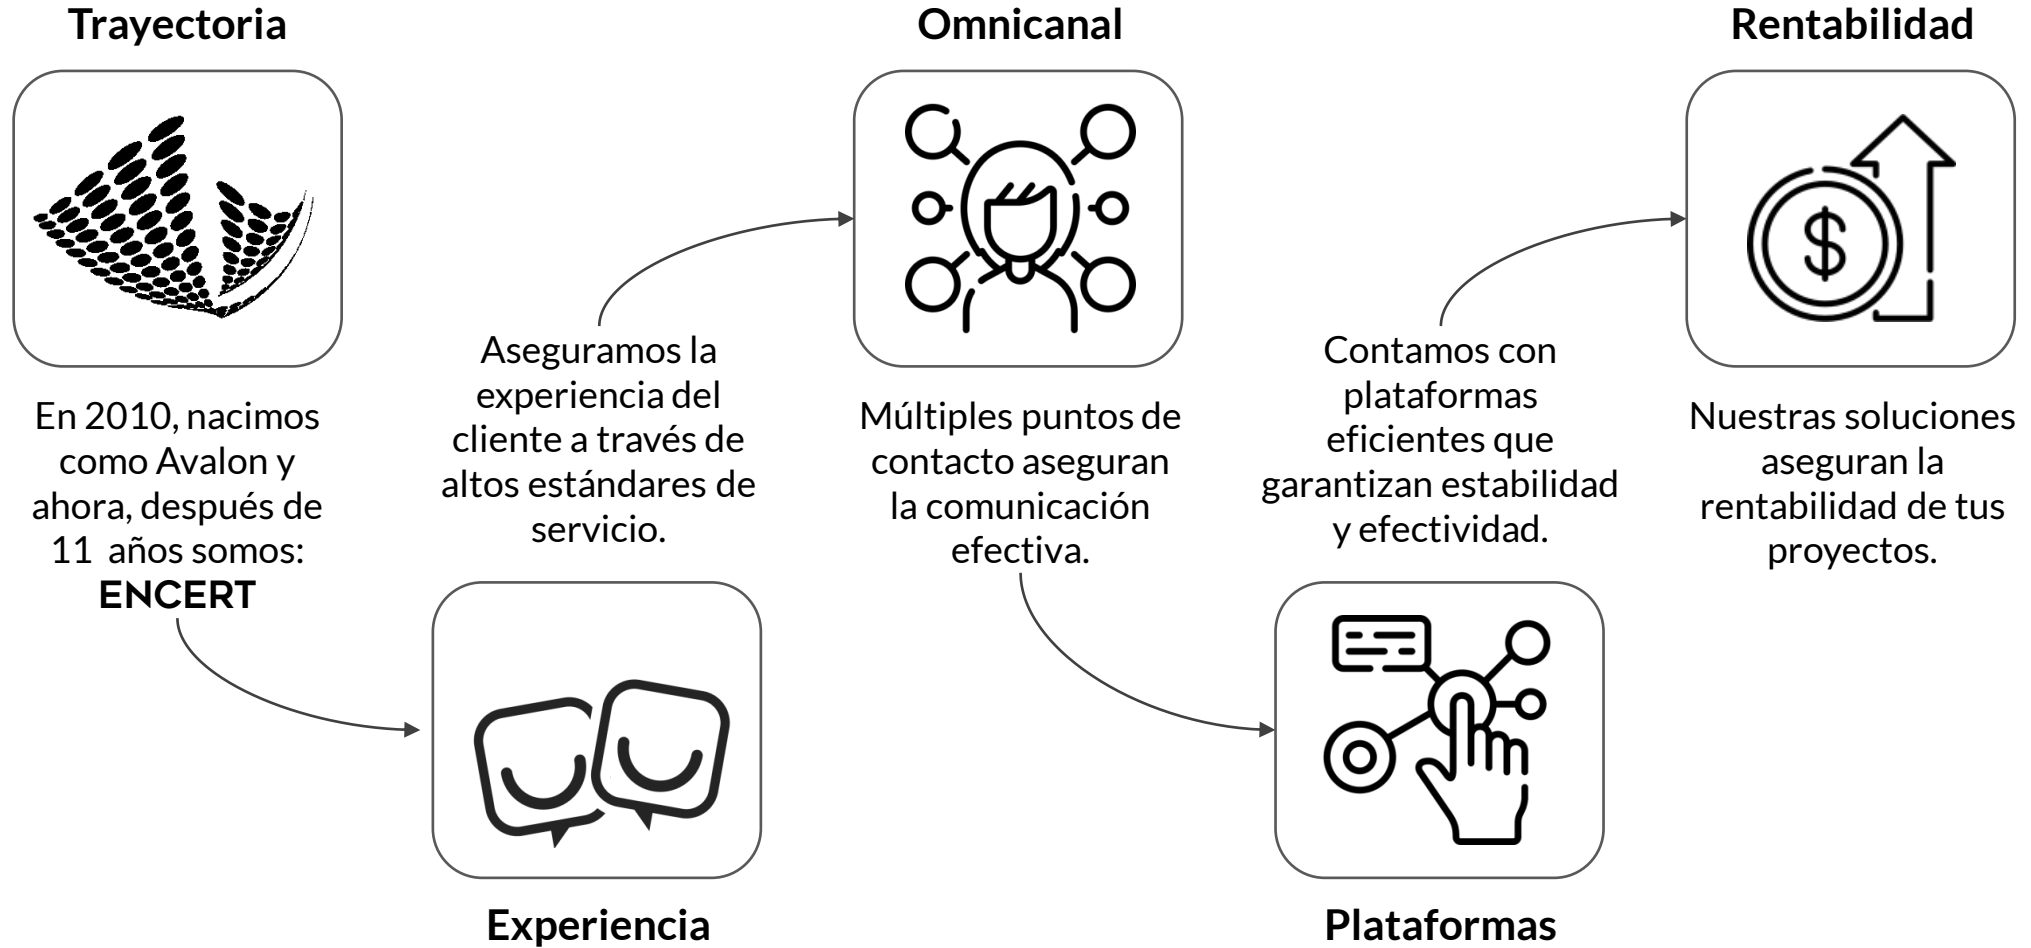 Trayectoria
En 2010, nacimos
como Avalon y
ahora, después de
11 años somos:
ENCERT
Aseguramos la
experiencia del
cliente a través de
altos estándares de
servicio.
Experiencia
Omnicanal
Múltiples puntos de
contacto aseguran
la comunicación
efectiva.
Contamos con
plataformas
eficientes que
garantizan estabilidad
y efectividad.
Plataformas
Rentabilidad
$
Nuestras soluciones
aseguran la
rentabilidad de tus
proyectos.